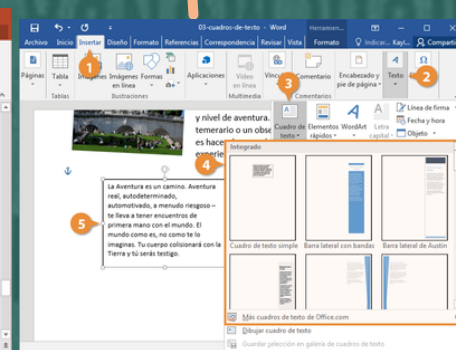 03-cuadros-de-texto - Word
Herramien...
Archivo Inicio Insertar Diseño Formato Referencias Correspondencia Revisar Vista Formato Indicar... Kayl... Compartir
1
2
Páginas Tabla Imágenes Imágenes en línea Formas Aplicaciones Vídeo en línea Vínculos Comentario Encabezado y pie de página Texto
Tablas Ilustraciones Multimedia Comentarios
3
Cuadro de texto Elementos rápidos WordArt Letra capital
Línea de firma
Fecha y hora
Objeto
y nivel de aventura.
temerario o un obse
es hace
experie
4
Integrado
La Aventura es un camino. Aventura
real, autodeterminado,
automotivado, a menudo riesgoso –
te lleva a tener encuentros de
primera mano con el mundo. El
mundo como es, no como te lo
imaginas. Tu cuerpo colisionará con la
Tierra y tú serás testigo.
5
Cuadro de texto simple Barra lateral con bandas Barra lateral de Austin
Más cuadros de texto de Office.com
Dibujar cuadro de texto
Guardar selección en galería de cuadros de texto